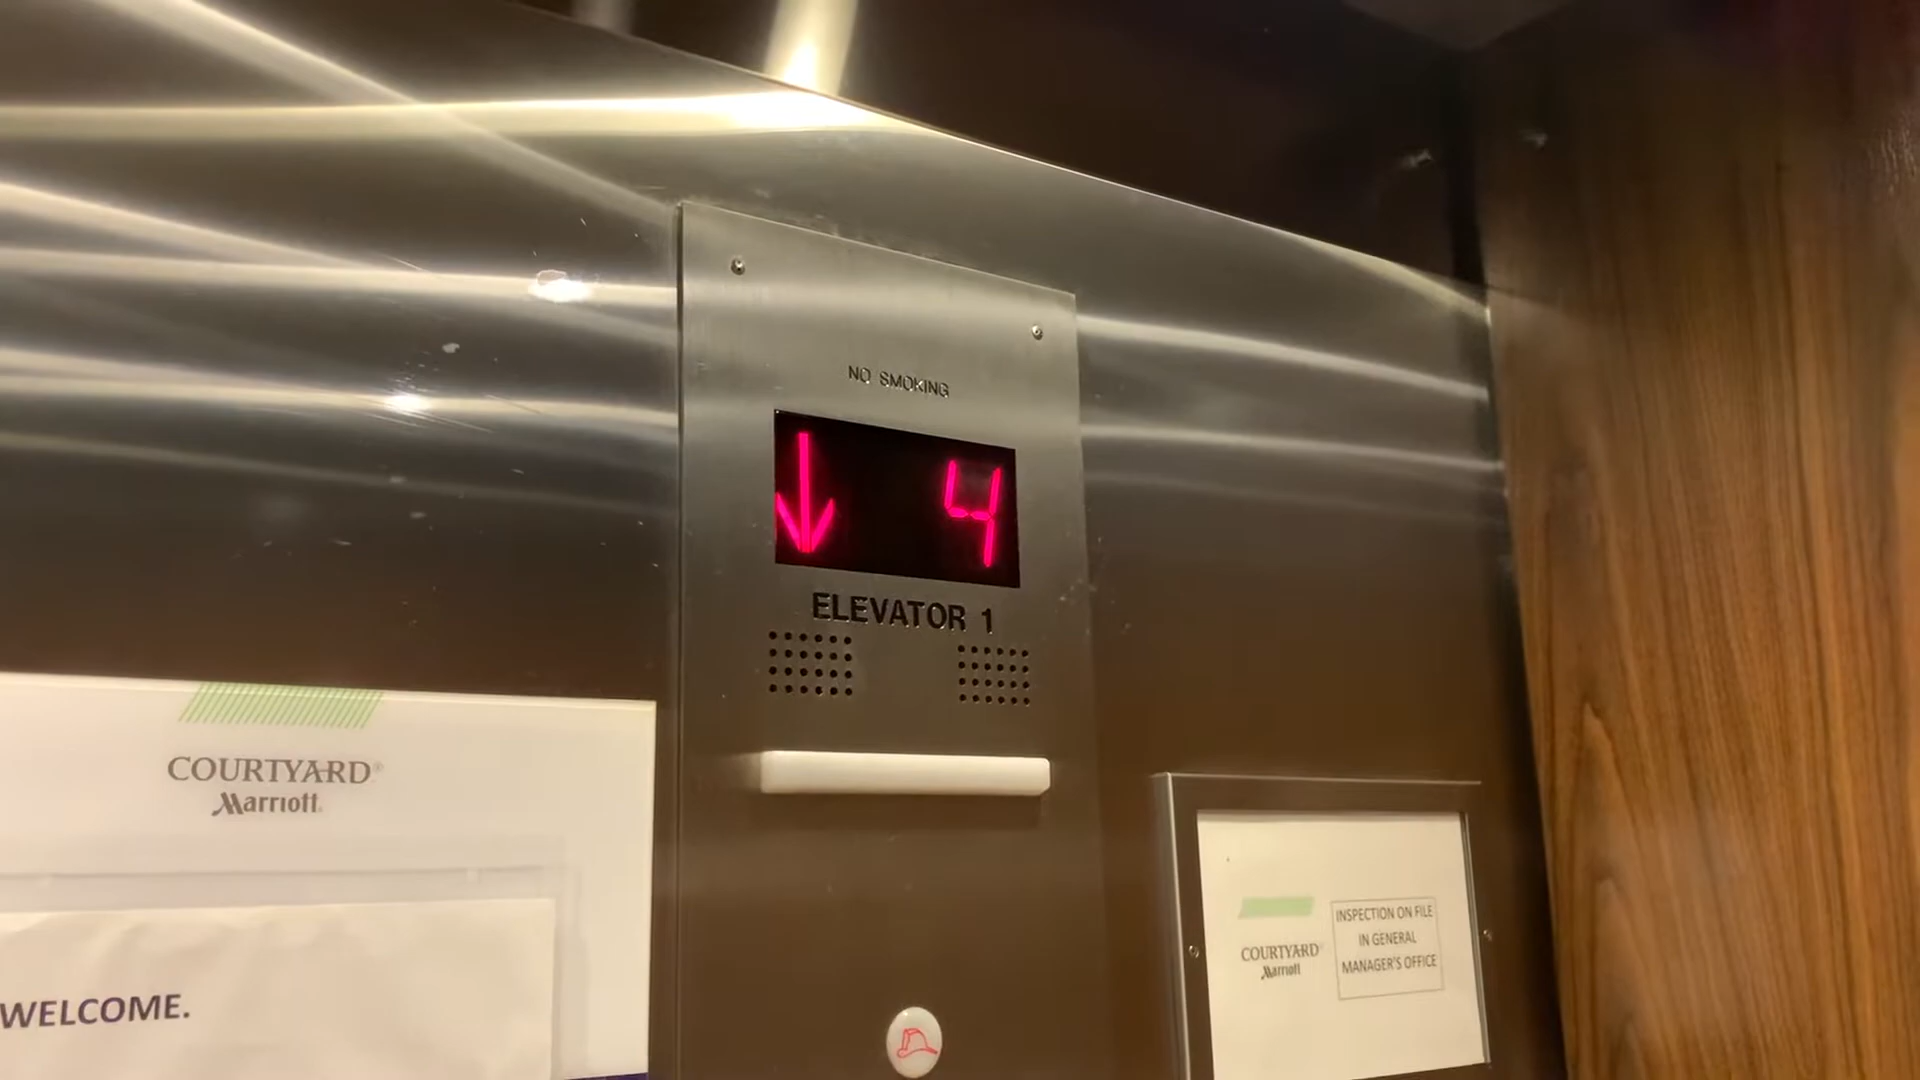 NO SMOKING
↓ 4
ELEVATOR 1
COURTYARD®
Marriott.
WELCOME.
COURTYARD®
Marriott
INSPECTION ON FILE
IN GENERAL
MANAGER'S OFFICE